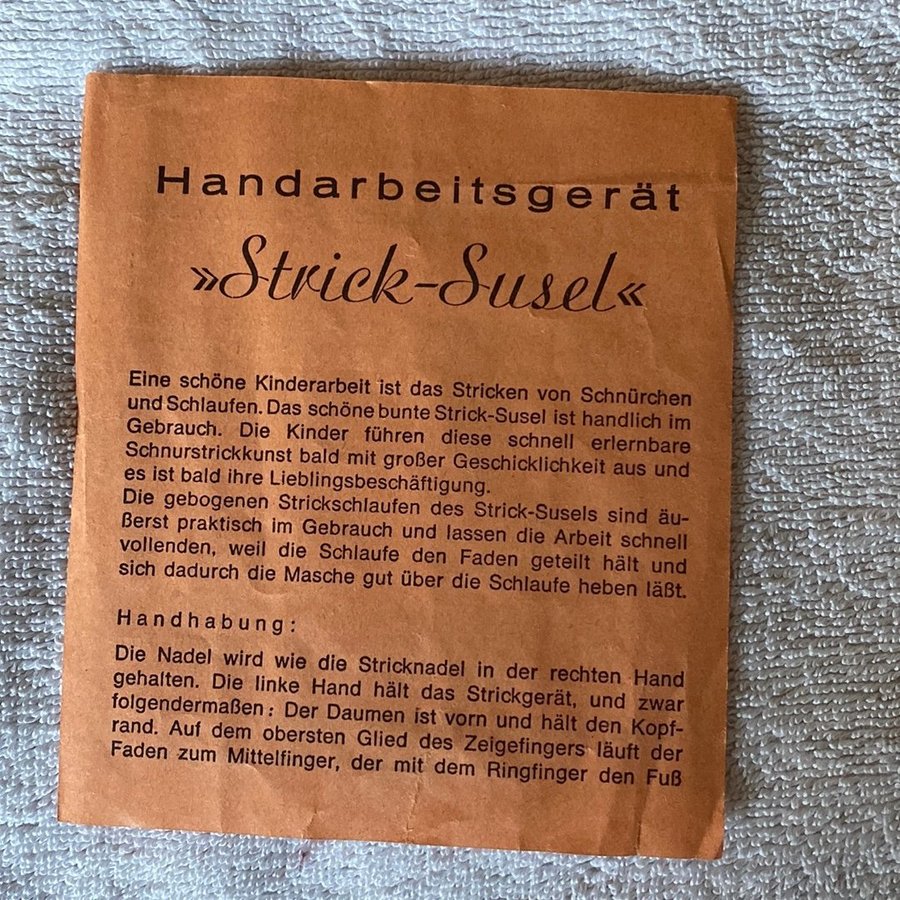 Handarbeitsgerät
»Strick-Susel«
Eine schöne Kinderarbeit ist das Stricken von Schnürchen
und Schlaufen. Das schöne bunte Strick-Susel ist handlich im
Gebrauch. Die Kinder führen diese schnell erlernbare
Schnurstrickkunst bald mit großer Geschicklichkeit aus und
es ist bald ihre Lieblingsbeschäftigung.
Die gebogenen Strickschlaufen des Strick-Susels sind äu-
ßerst praktisch im Gebrauch und lassen die Arbeit schnell
vollenden, weil die Schlaufe den Faden geteilt hält und
sich dadurch die Masche gut über die Schlaufe heben läßt.
Handhabung:
Die Nadel wird wie die Stricknadel in der rechten Hand
gehalten. Die linke Hand hält das Strickgerät, und zwar
folgendermaßen: Der Daumen ist vorn und hält den Kopf-
rand. Auf dem obersten Glied des Zeigefingers läuft der
Faden zum Mittelfinger, der mit dem Ringfinger den Fuß